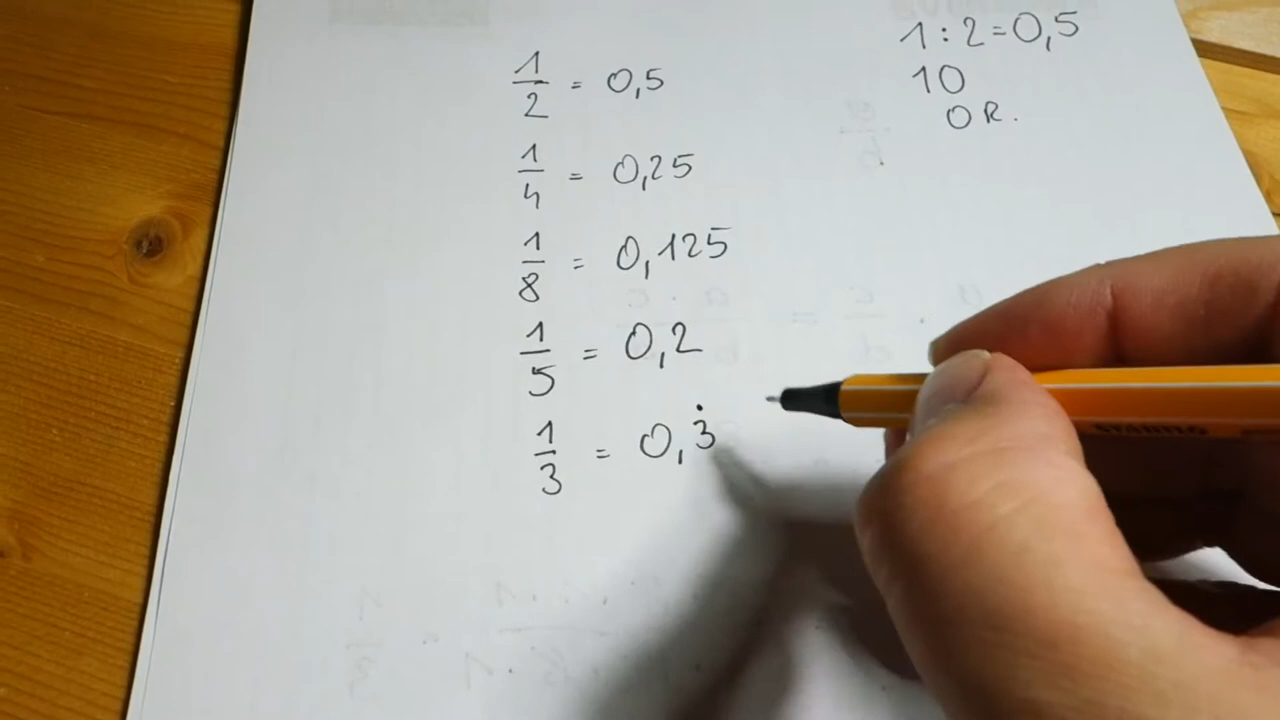 1/2 = 0,5
1/4 = 0,25
1/8 = 0,125
1/5 = 0,2
1/3 = 0,3̇
1 : 2 = 0,5
10
0 R.